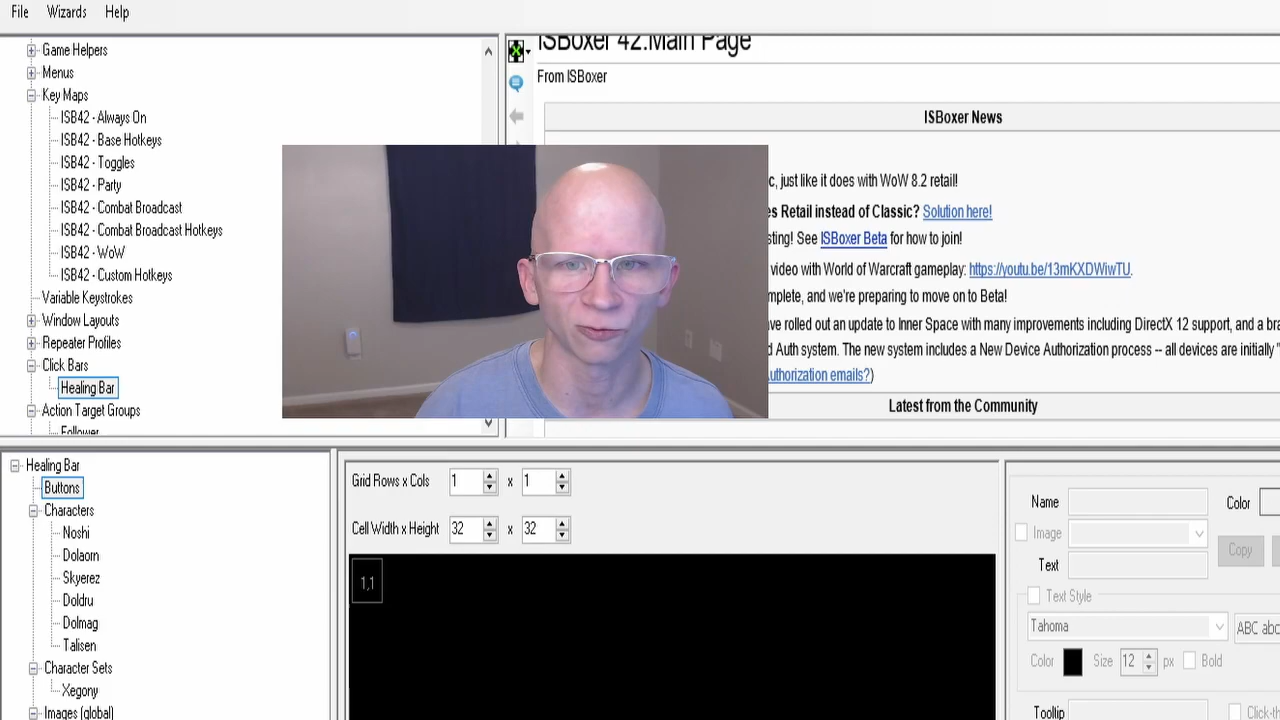 File Wizards Help
Game Helpers
Menus
Key Maps
ISB42 - Always On
ISB42 - Base Hotkeys
ISB42 - Toggles
ISB42 - Party
ISB42 - Combat Broadcast
ISB42 - Combat Broadcast Hotkeys
ISB42 - WoW
ISB42 - Custom Hotkeys
Variable Keystrokes
Window Layouts
Repeater Profiles
Click Bars
Healing Bar
Action Target Groups
Follower
ISBoxer 42:Main Page
From ISBoxer
ISBoxer News
c, just like it does with WoW 8.2 retail!
es Retail instead of Classic? Solution here!
sting! See ISBoxer Beta for how to join!
video with World of Warcraft gameplay: https://youtu.be/13mKXDWiwTU.
mplete, and we're preparing to move on to Beta!
ve rolled out an update to Inner Space with many improvements including DirectX 12 support, and a bra
d Auth system. The new system includes a New Device Authorization process -- all devices are initially "
uthorization emails?)
Latest from the Community
Healing Bar
Buttons
Characters
Noshi
Dolaorn
Skyerez
Doldru
Dolmag
Talisen
Character Sets
Xegony
Images (global)
Grid Rows x Cols 1 x 1
Cell Width x Height 32 x 32
1,1
Name Color
Image Copy
Text
Text Style
Tahoma ABC abc
Color Size 12 px Bold
Tooltip Click-th